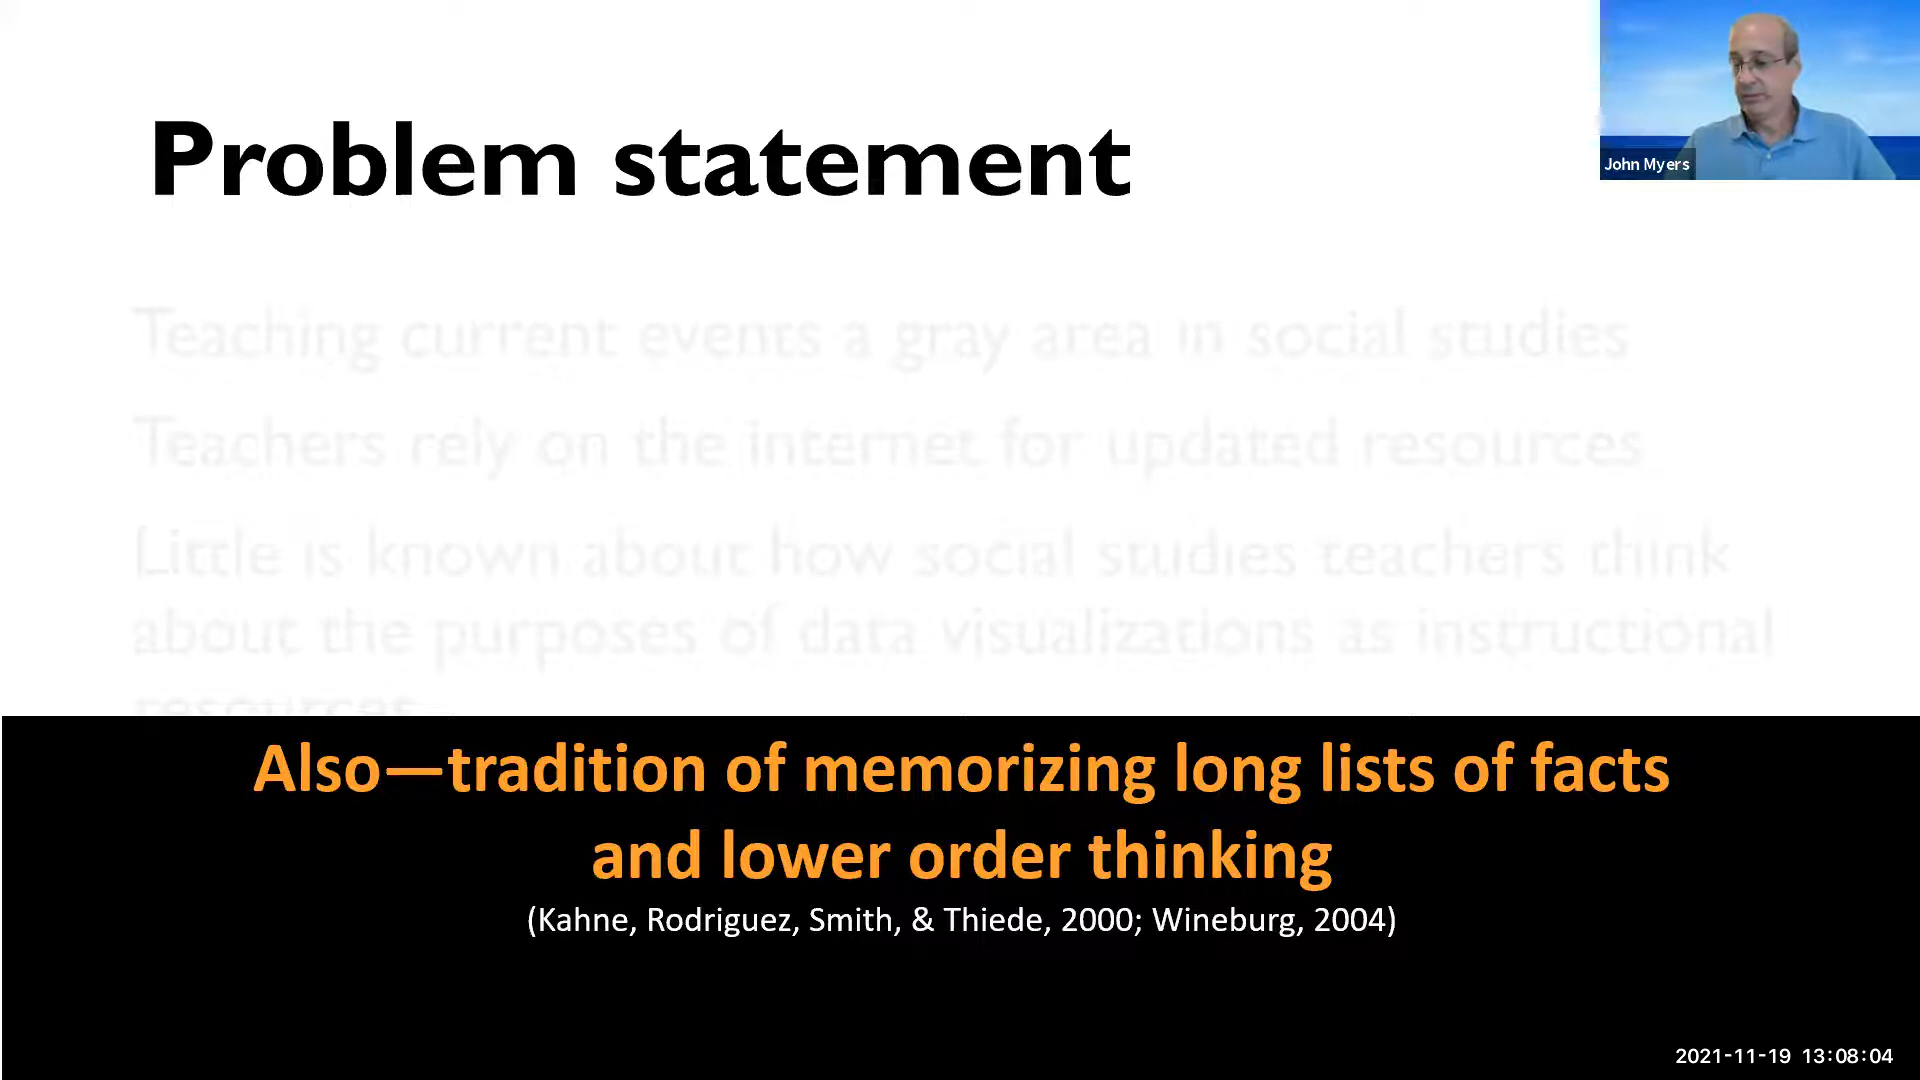 Problem statement
John Myers
Teaching current events a gray area in social studies
Teachers rely on the internet for updated resources
Little is known about how social studies teachers think
about the purposes of data visualizations as instructional
resources
Also—tradition of memorizing long lists of facts
and lower order thinking
(Kahne, Rodriguez, Smith, & Thiede, 2000; Wineburg, 2004)
2021-11-19 13:08:04